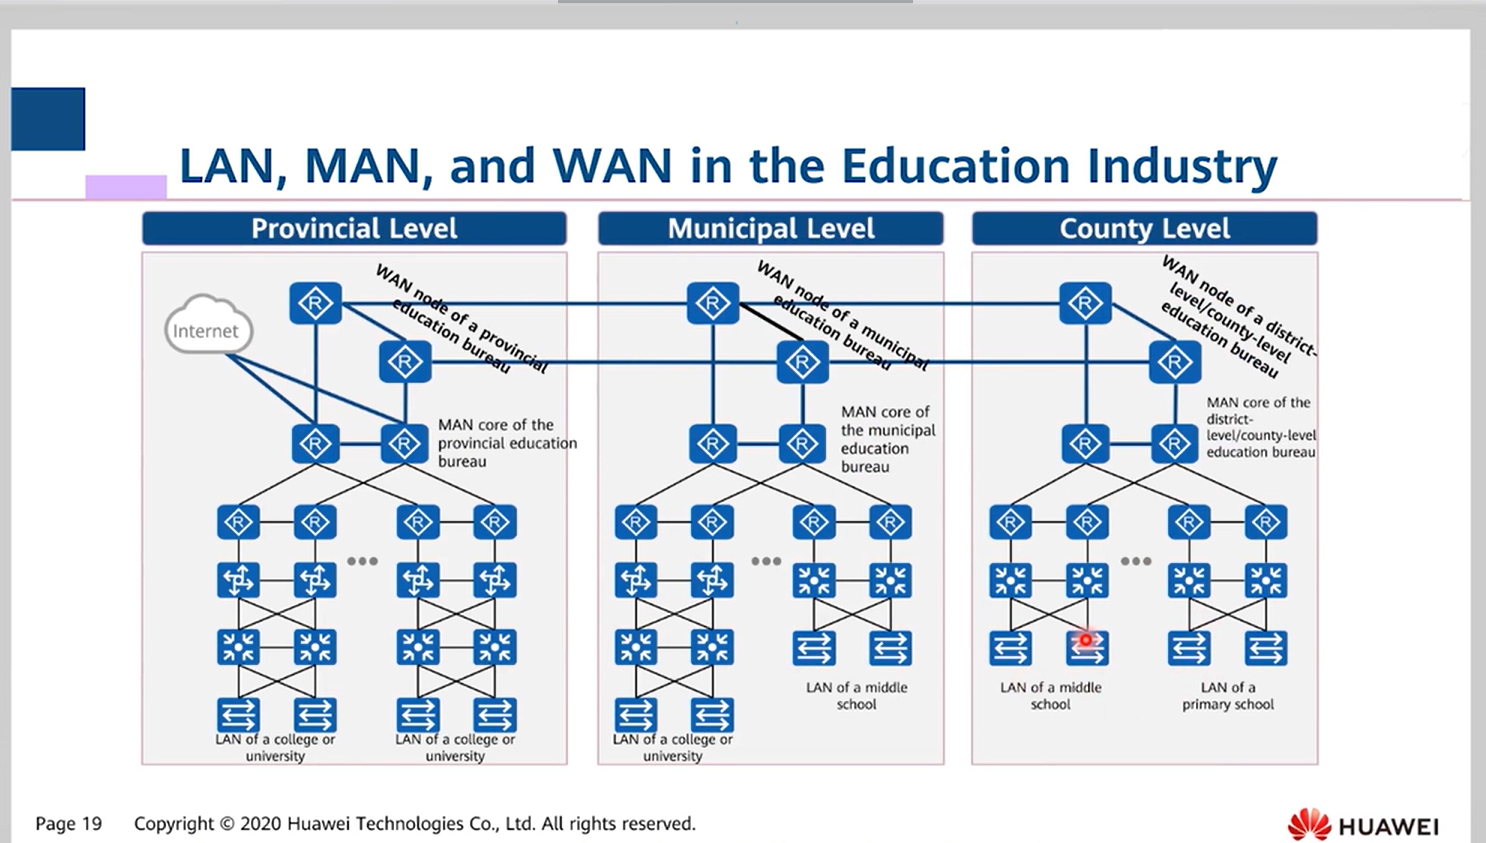 LAN, MAN, and WAN in the Education Industry
Provincial Level
Municipal Level
County Level
Internet
R
R
WAN node of a provincial
education bureau
R
R
MAN core of the
provincial education
bureau
R
R
R
R
LAN of a college or
university
LAN of a college or
university
R
R
WAN node of a municipal
education bureau
R
R
MAN core of
the municipal
education
bureau
R
R
R
R
LAN of a college or
university
LAN of a middle
school
R
R
WAN node of a district-
level/county-level
education bureau
R
R
MAN core of the
district-
level/county-level
education bureau
R
R
R
R
LAN of a middle
school
LAN of a
primary school
Page 19
Copyright © 2020 Huawei Technologies Co., Ltd. All rights reserved.
HUAWEI